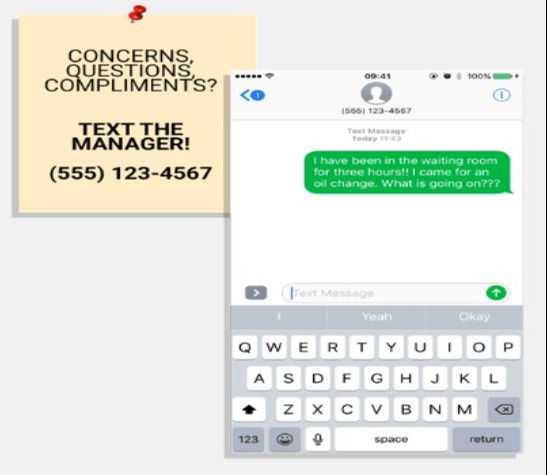 CONCERNS,
QUESTIONS,
COMPLIMENTS?
TEXT THE
MANAGER!
(555) 123-4567
09:41
100%
1
(555) 123-4567
Text Message
Today 11:43
I have been in the waiting room
for three hours!! I came for an
oil change. What is going on???
Text Message
I Yeah Okay
Q W E R T Y U I O P
A S D F G H J K L
Z X C V B N M
123 space return